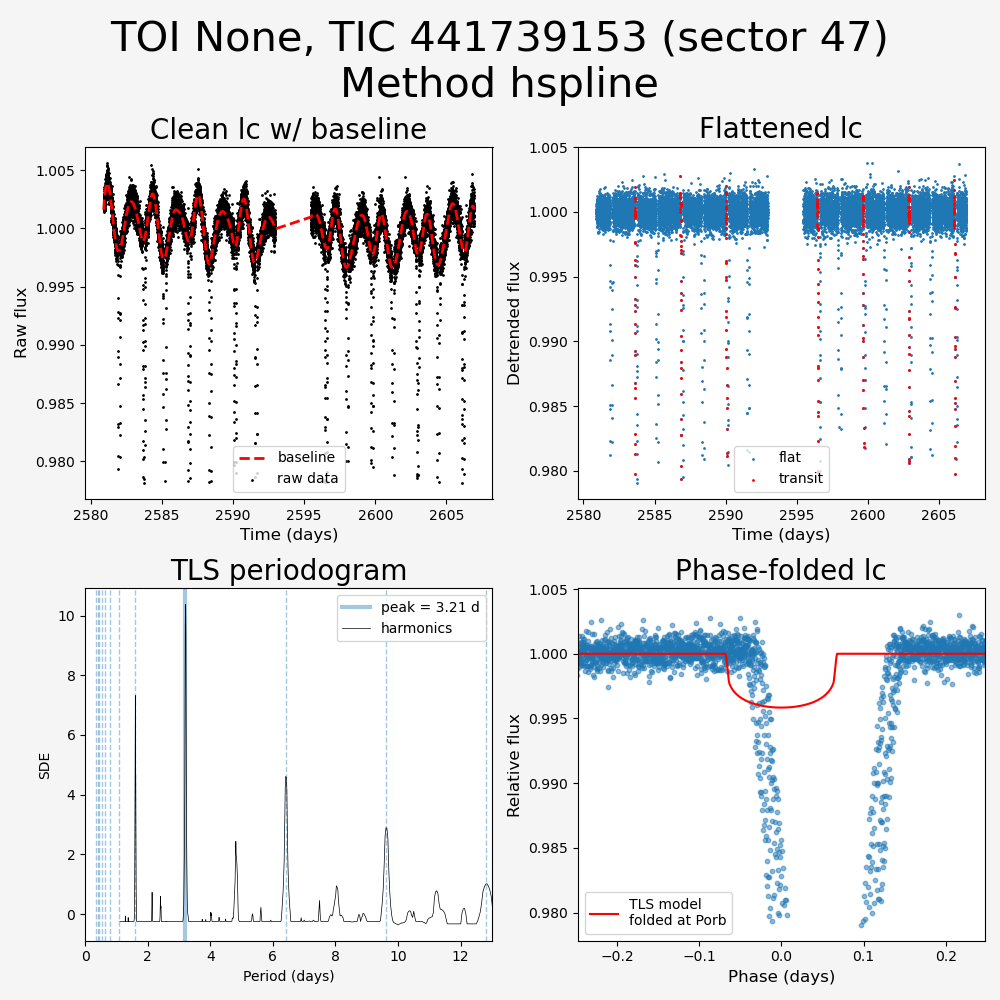 TOI None, TIC 441739153 (sector 47)
Method hspline
Clean lc w/ baseline
Flattened lc
1.005
1.000
0.995
0.990
0.985
0.980
Raw flux
baseline
raw data
2580
2585
2590
2595
2600
2605
Time (days)
1.005
1.000
0.995
0.990
0.985
0.980
Detrended flux
flat
transit
2580
2585
2590
2595
2600
2605
Time (days)
TLS periodogram
Phase-folded lc
10
8
6
4
2
0
SDE
peak = 3.21 d
harmonics
0
2
4
6
8
10
12
Period (days)
1.005
1.000
0.995
0.990
0.985
0.980
Relative flux
TLS model
folded at Porb
−0.2
−0.1
0.0
0.1
0.2
Phase (days)